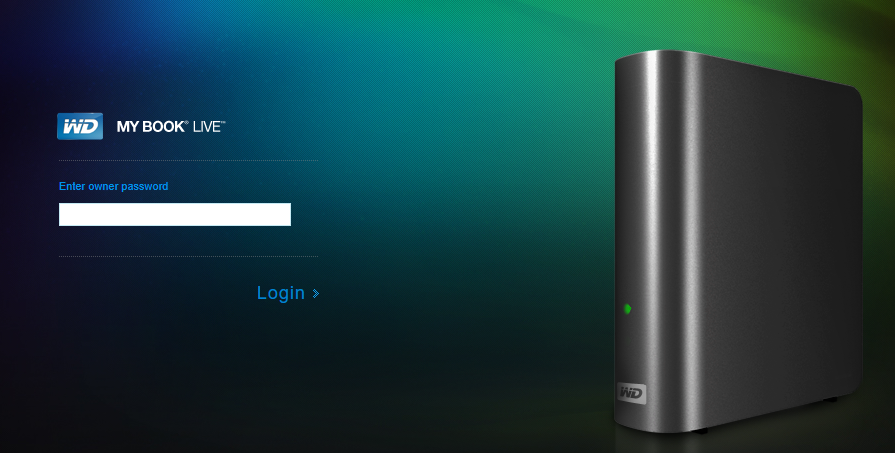 WD MY BOOK® LIVE™
Enter owner password
Login
WD